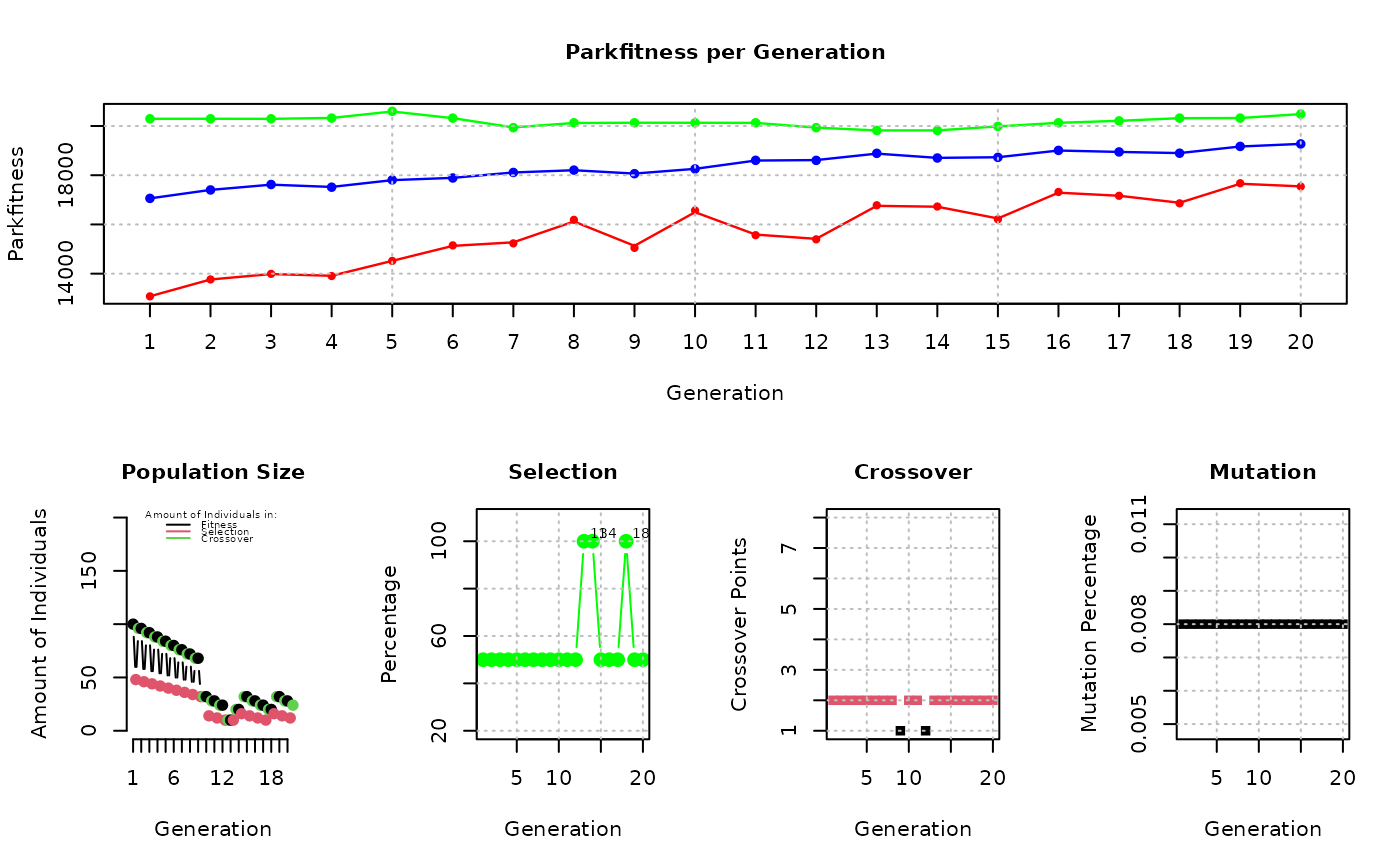 Parkfitness per Generation
Parkfitness
18000
14000
1 2 3 4 5 6 7 8 9 10 11 12 13 14 15 16 17 18 19 20
Generation
Population Size
Amount of Individuals
150
50
0
Amount of Individuals in:
Fitness
Selection
Crossover
1 6 12 18
Generation
Selection
Percentage
100
60
20
13
14
18
5 10 20
Generation
Crossover
Crossover Points
7
5
3
1
5 10 20
Generation
Mutation
Mutation Percentage
0.011
0.008
0.005
5 10 20
Generation